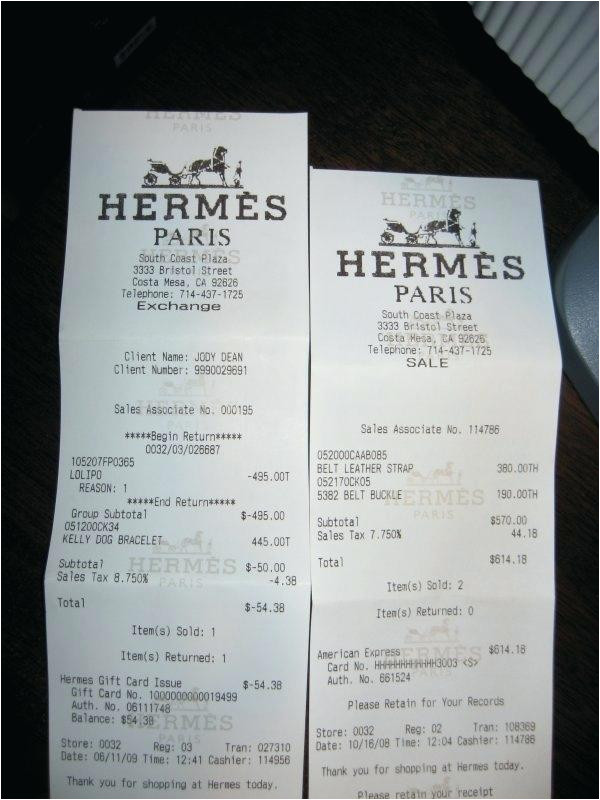 HERMÈS
PARIS
South Coast Plaza
3333 Bristol Street
Costa Mesa, CA 92626
Telephone: 714-437-1725
Exchange
Client Name: JODY DEAN
Client Number: 9990029691
Sales Associate No. 000195
*****Begin Return*****
0032/03/026687
105207FP0365
LOLIPO -495.00T
REASON: 1
*****End Return*****
Group Subtotal $-495.00
051200CK34
KELLY DOG BRACELET 445.00T
Subtotal $-50.00
Sales Tax 8.750% -4.38
Total $-54.38
Item(s) Sold: 1
Item(s) Returned: 1
Hermes Gift Card Issue $-54.38
Gift Card No. 1000000000019499
Auth. No. 06111748
Balance: $54.38
Store: 0032 Reg: 03 Tran: 027310
Date: 06/11/09 Time: 12:41 Cashier: 114956
Thank you for shopping at Hermes today.
HERMÈS
PARIS
South Coast Plaza
3333 Bristol Street
Costa Mesa, CA 92626
Telephone: 714-437-1725
SALE
Sales Associate No. 114786
052000CAAB085
BELT LEATHER STRAP 380.00TH
052170CK05
5382 BELT BUCKLE 190.00TH
Subtotal $570.00
Sales Tax 7.750% 44.18
Total $614.18
Item(s) Sold: 2
Item(s) Returned: 0
American Express $614.18
Card No. HHHHHHHHHHH3003 <S>
Auth. No. 661524
Please Retain for Your Records
Store: 0032 Reg: 02 Tran: 108369
Date: 10/16/08 Time: 12:04 Cashier: 114786
Thank you for shopping at Hermes today.
Please retain your receipt